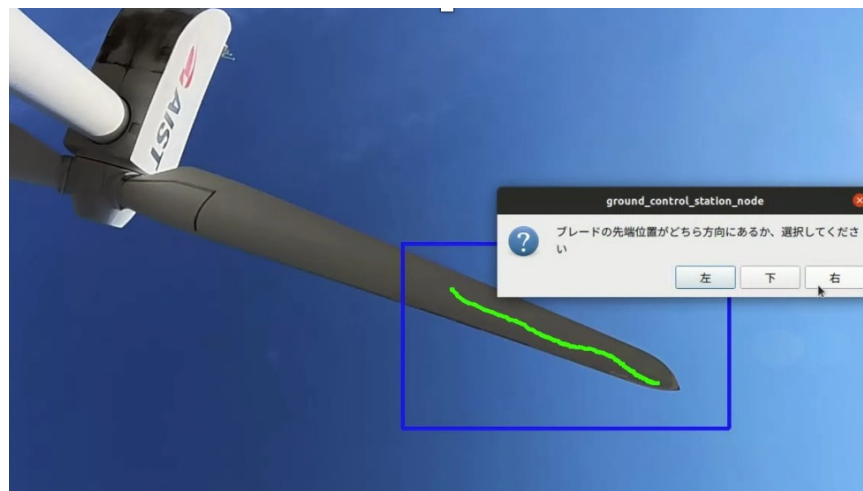 AIST
ground_control_station_node
ブレードの先端位置がどちら方向にあるか、選択してくださ
い
左
下
右